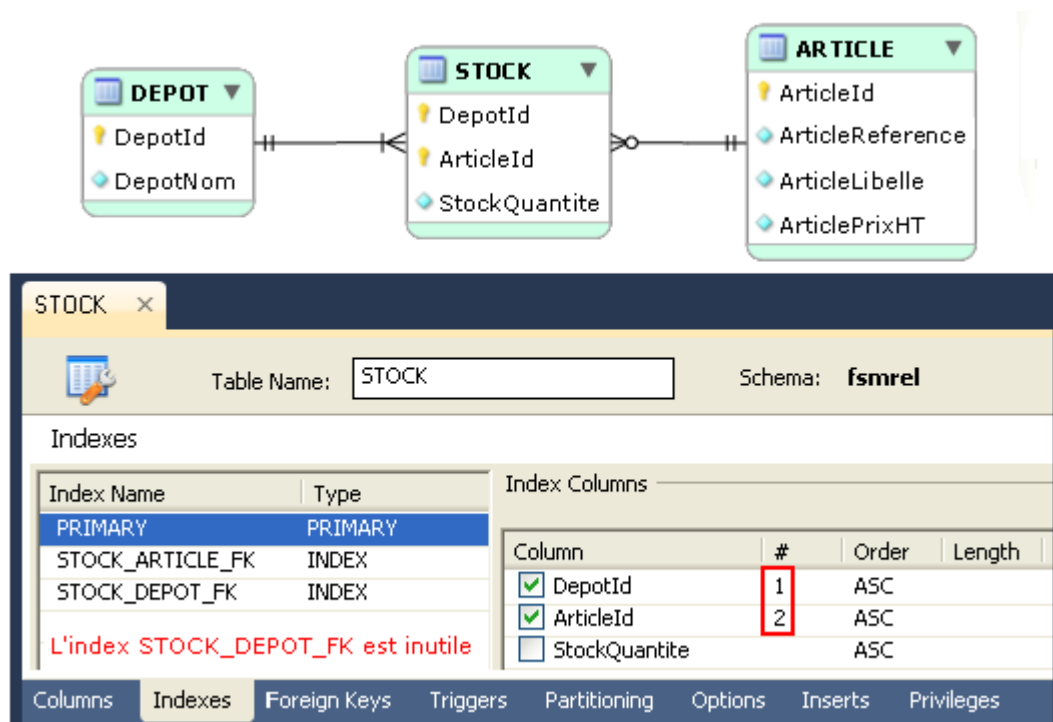 DEPOT
DepotId
DepotNom
STOCK
DepotId
ArticleId
StockQuantite
ARTICLE
ArticleId
ArticleReference
ArticleLibelle
ArticlePrixHT
STOCK
Table Name: STOCK Schema: fsmrel
Indexes
Index Name Type
PRIMARY PRIMARY
STOCK_ARTICLE_FK INDEX
STOCK_DEPOT_FK INDEX
L'index STOCK_DEPOT_FK est inutile
Index Columns
Column # Order Length
DepotId 1 ASC
ArticleId 2 ASC
StockQuantite ASC
Columns Indexes Foreign Keys Triggers Partitioning Options Inserts Privileges